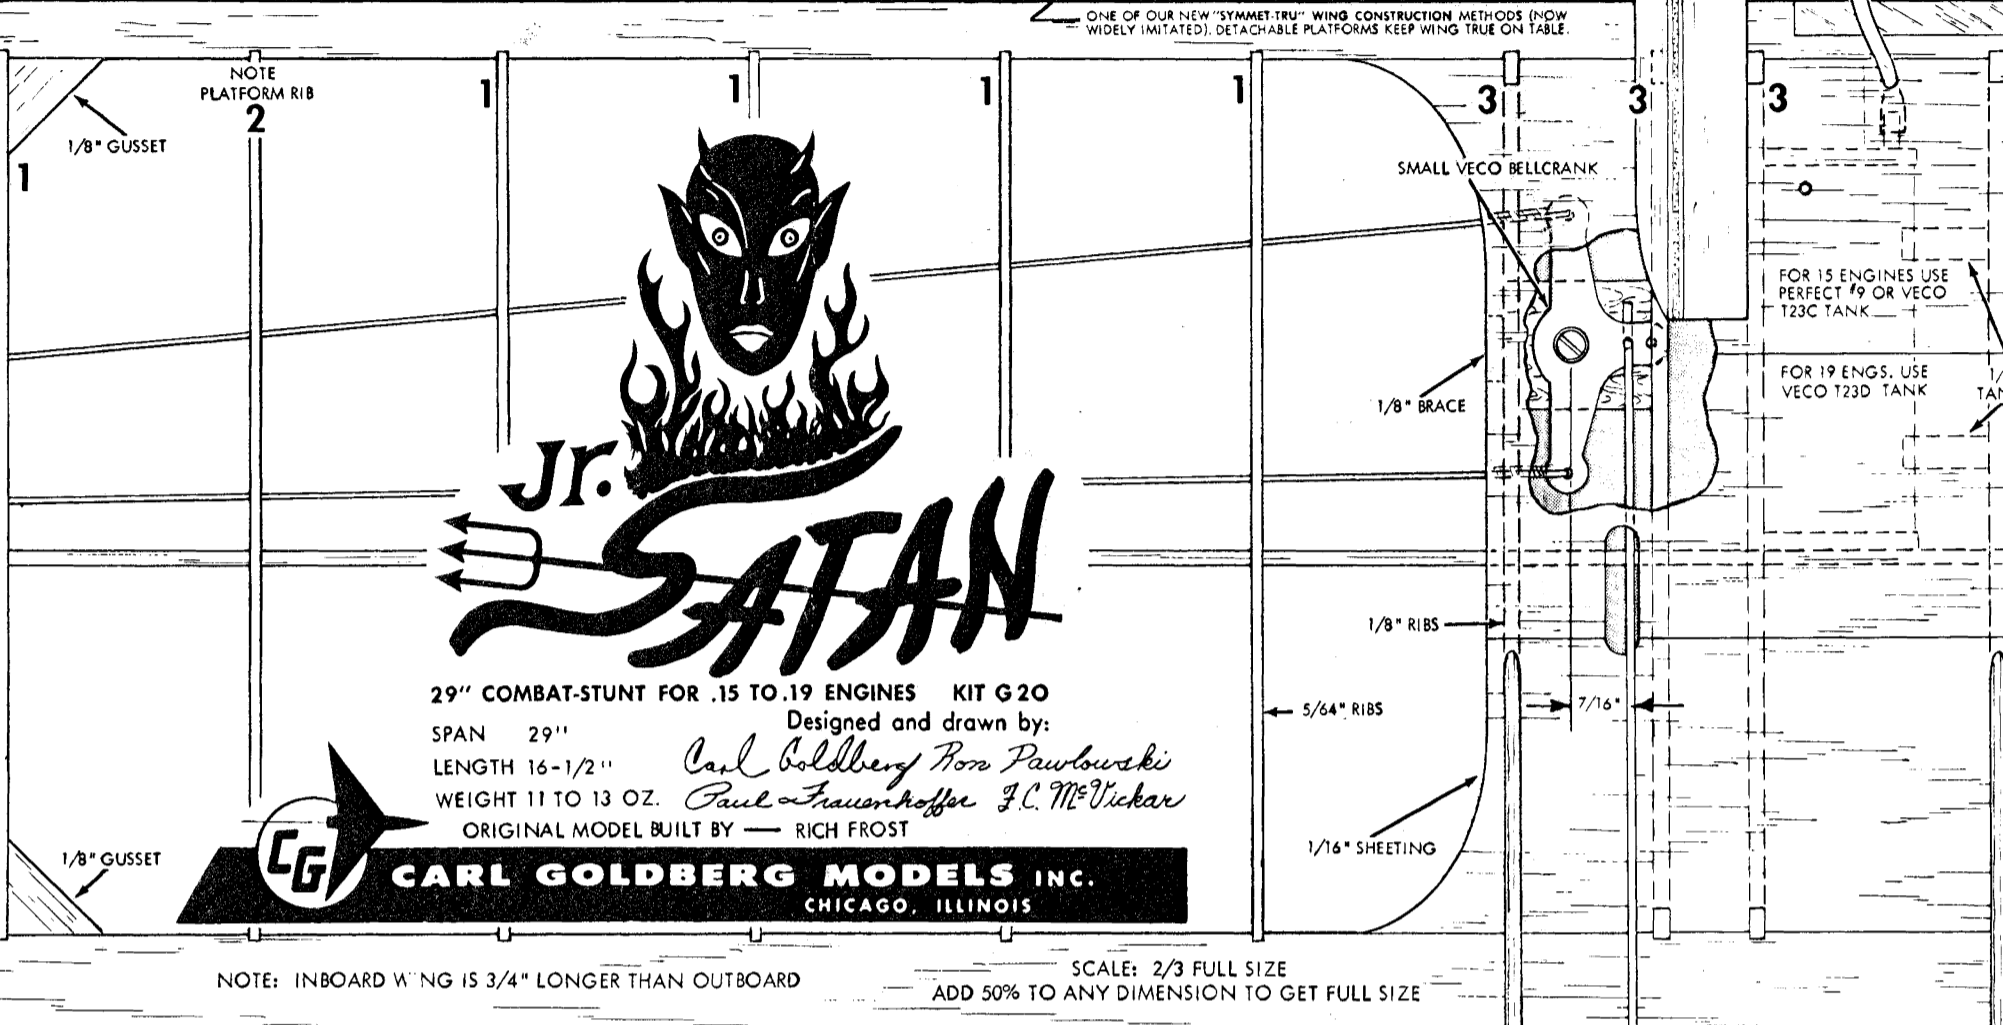 ONE OF OUR NEW "SYMMET-TRU" WING CONSTRUCTION METHODS (NOW
WIDELY IMITATED). DETACHABLE PLATFORMS KEEP WING TRUE ON TABLE.
NOTE
PLATFORM RIB
2
1
1
1
1
3
3
3
1/8" GUSSET
1
SMALL VECO BELLCRANK
FOR 15 ENGINES USE
PERFECT #9 OR VECO
T23C TANK
FOR 19 ENGS. USE
VECO T23D TANK
1/
TAN
1/8" BRACE
Jr.
SATAN
1/8" RIBS
29" COMBAT-STUNT FOR .15 TO .19 ENGINES KIT G20
Designed and drawn by:
SPAN 29"
LENGTH 16-1/2"
WEIGHT 11 TO 13 OZ.
Carl Goldberg Ron Pawlowski
Paul Frauenhoffer F.C. McVickar
ORIGINAL MODEL BUILT BY — RICH FROST
5/64" RIBS
7/16"
1/16" SHEETING
1/8" GUSSET
CG
CARL GOLDBERG MODELS INC.
CHICAGO, ILLINOIS
NOTE: INBOARD W NG IS 3/4" LONGER THAN OUTBOARD
SCALE: 2/3 FULL SIZE
ADD 50% TO ANY DIMENSION TO GET FULL SIZE